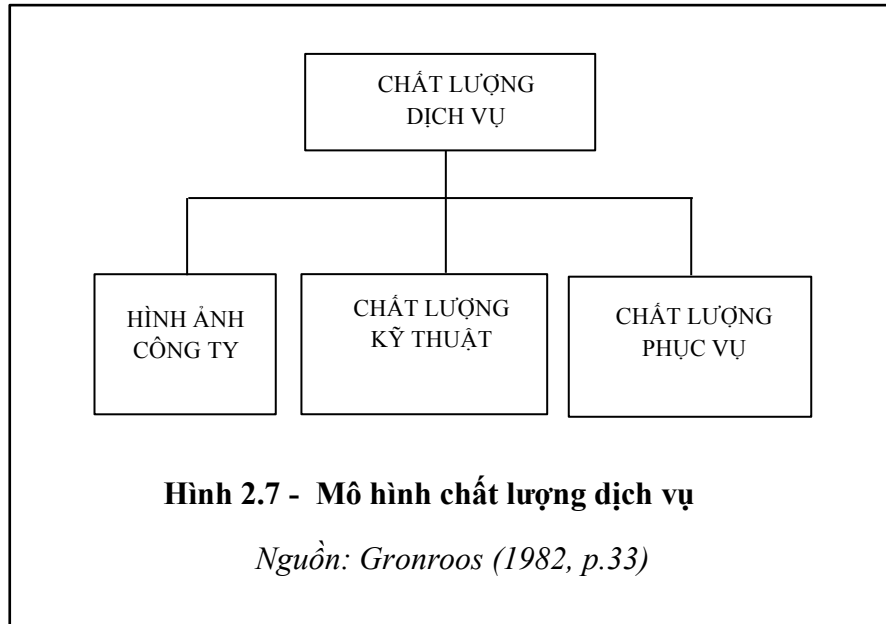 CHẤT LƯỢNG
DỊCH VỤ
HÌNH ẢNH
CÔNG TY
CHẤT LƯỢNG
KỸ THUẬT
CHẤT LƯỢNG
PHỤC VỤ
Hình 2.7 - Mô hình chất lượng dịch vụ
Nguồn: Gronroos (1982, p.33)